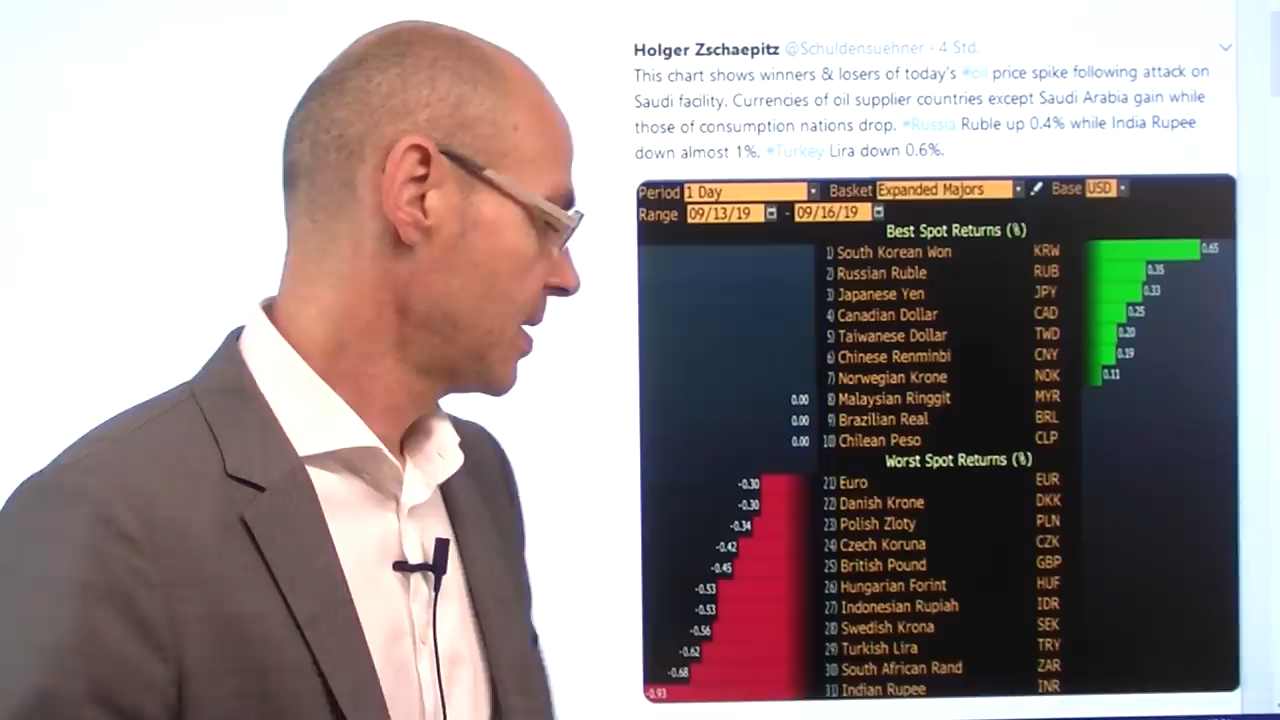 Holger Zschaepitz @Schuldensuehner · 4 Std.
This chart shows winners & losers of today's #oil price spike following attack on
Saudi facility. Currencies of oil supplier countries except Saudi Arabia gain while
those of consumption nations drop. #Russia Ruble up 0.4% while India Rupee
down almost 1%. #Turkey Lira down 0.6%.
Period 1 Day Basket Expanded Majors Base USD
Range 09/13/19 - 09/16/19
Best Spot Returns (%)
1) South Korean Won KRW 0.65
2) Russian Ruble RUB 0.35
3) Japanese Yen JPY 0.33
4) Canadian Dollar CAD 0.25
5) Taiwanese Dollar TWD 0.20
6) Chinese Renminbi CNY 0.19
7) Norwegian Krone NOK 0.11
0.00 8) Malaysian Ringgit MYR
0.00 9) Brazilian Real BRL
0.00 10) Chilean Peso CLP
Worst Spot Returns (%)
-0.30 21) Euro EUR
-0.30 22) Danish Krone DKK
-0.34 23) Polish Zloty PLN
-0.42 24) Czech Koruna CZK
-0.45 25) British Pound GBP
-0.53 26) Hungarian Forint HUF
-0.53 27) Indonesian Rupiah IDR
-0.56 28) Swedish Krona SEK
-0.62 29) Turkish Lira TRY
-0.68 30) South African Rand ZAR
-0.93 31) Indian Rupee INR